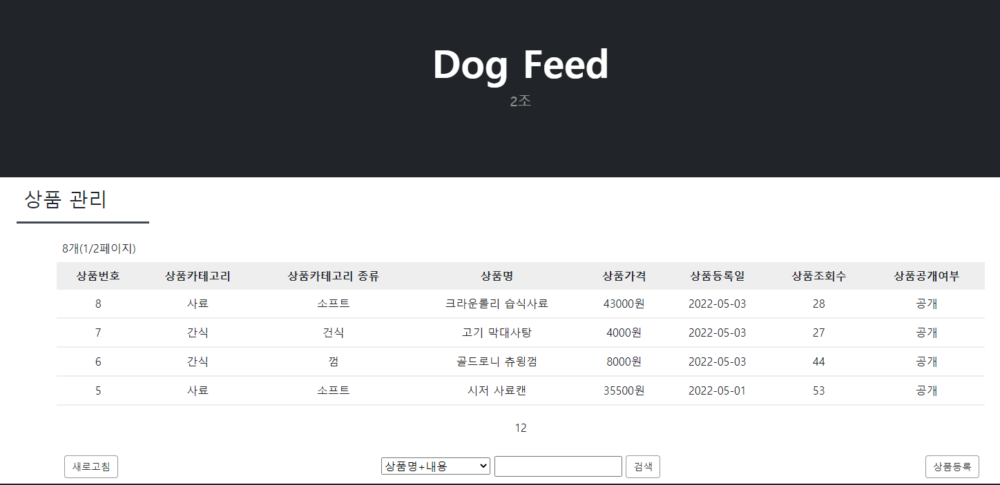 Dog Feed
2조
상품 관리
8개(1/2페이지)
상품번호 상품카테고리 상품카테고리 종류 상품명 상품가격 상품등록일 상품조회수 상품공개여부
8 사료 소프트 크라운롤리 습식사료 43000원 2022-05-03 28 공개
7 간식 건식 고기 막대사탕 4000원 2022-05-03 27 공개
6 간식 껌 골드로니 츄윙껌 8000원 2022-05-03 44 공개
5 사료 소프트 시저 사료캔 35500원 2022-05-01 53 공개
12
새로고침 상품명+내용 검색 상품등록